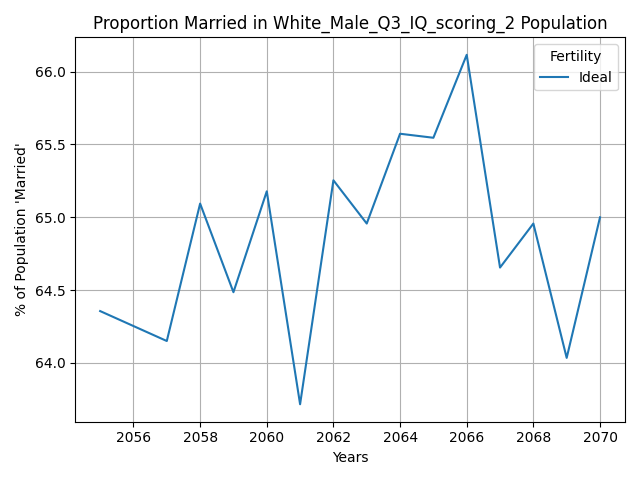 Proportion Married in White_Male_Q3_IQ_scoring_2 Population
Fertility
Ideal
% of Population 'Married'
66.0
65.5
65.0
64.5
64.0
2056 2058 2060 2062 2064 2066 2068 2070
Years